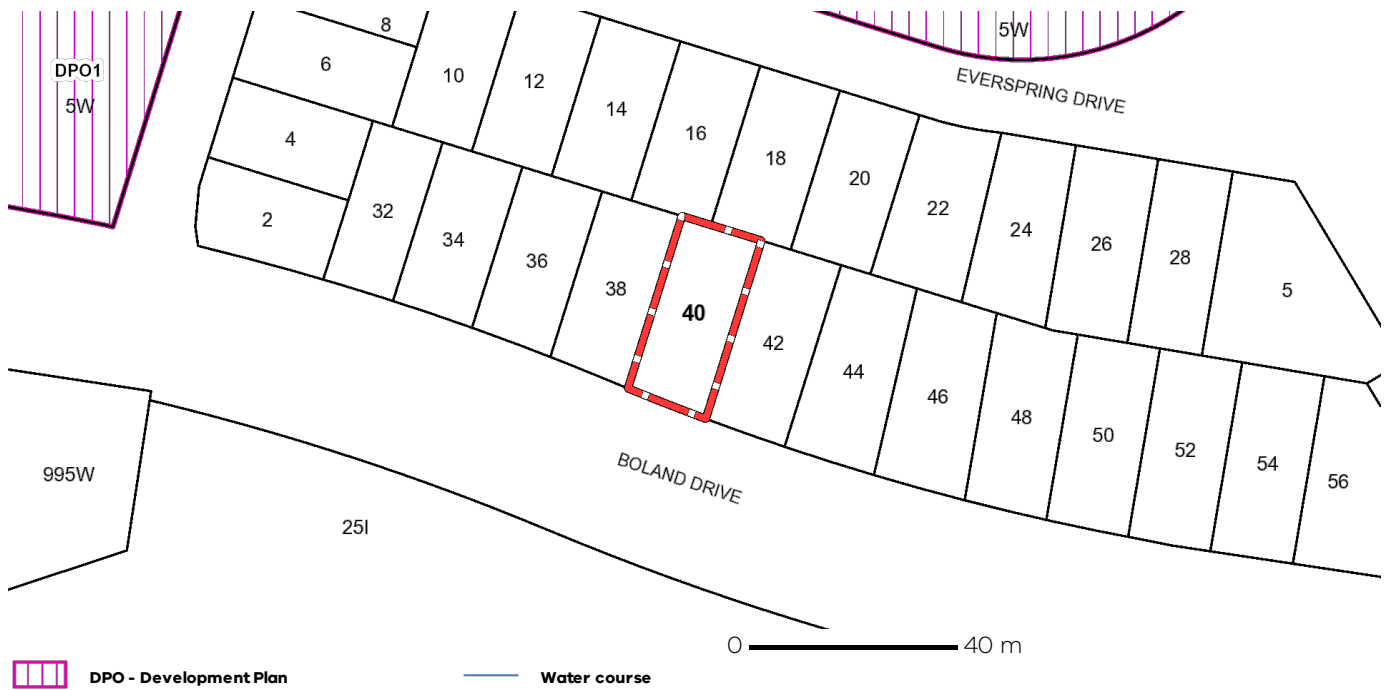 8
5W
6
DPO1
10
12
EVERSPRING DRIVE
5W
14
16
4
18
20
32
22
2
24
34
26
28
36
38
5
40
42
44
46
48
50
52
54
BOLAND DRIVE
995W
56
25I
0 40 m
DPO - Development Plan
Water course